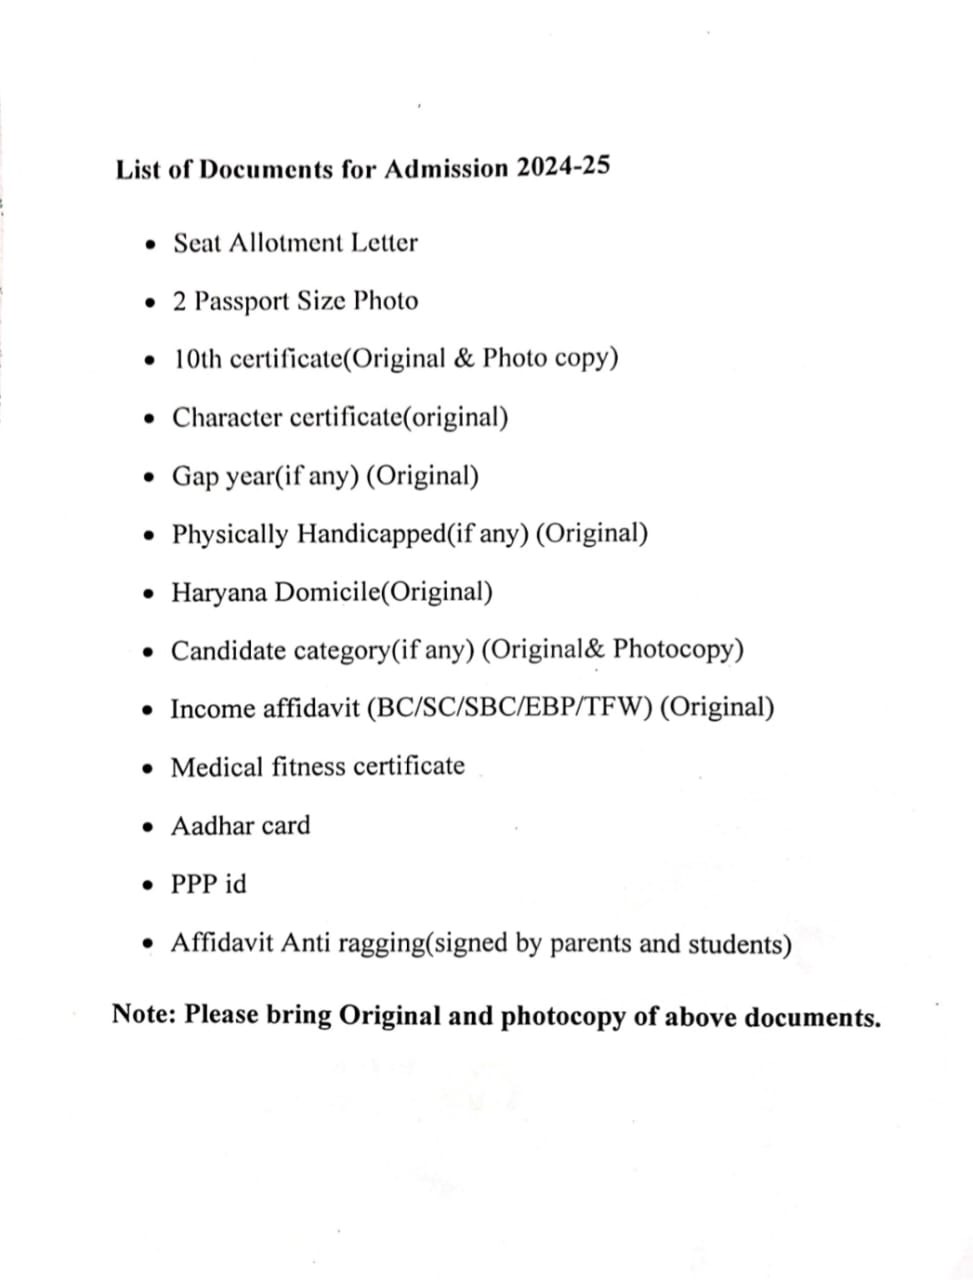 List of Documents for Admission 2024-25
• Seat Allotment Letter
• 2 Passport Size Photo
• 10th certificate(Original & Photo copy)
• Character certificate(original)
• Gap year(if any) (Original)
• Physically Handicapped(if any) (Original)
• Haryana Domicile(Original)
• Candidate category(if any) (Original& Photocopy)
• Income affidavit (BC/SC/SBC/EBP/TFW) (Original)
• Medical fitness certificate
• Aadhar card
• PPP id
• Affidavit Anti ragging(signed by parents and students)
Note: Please bring Original and photocopy of above documents.